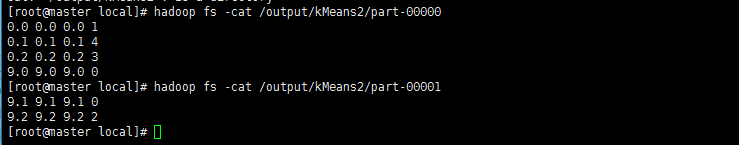 [root@master local]# hadoop fs -cat /output/kMeans2/part-00000
0.0 0.0 0.0 1
0.1 0.1 0.1 4
0.2 0.2 0.2 3
9.0 9.0 9.0 0
[root@master local]# hadoop fs -cat /output/kMeans2/part-00001
9.1 9.1 9.1 0
9.2 9.2 9.2 2
[root@master local]#